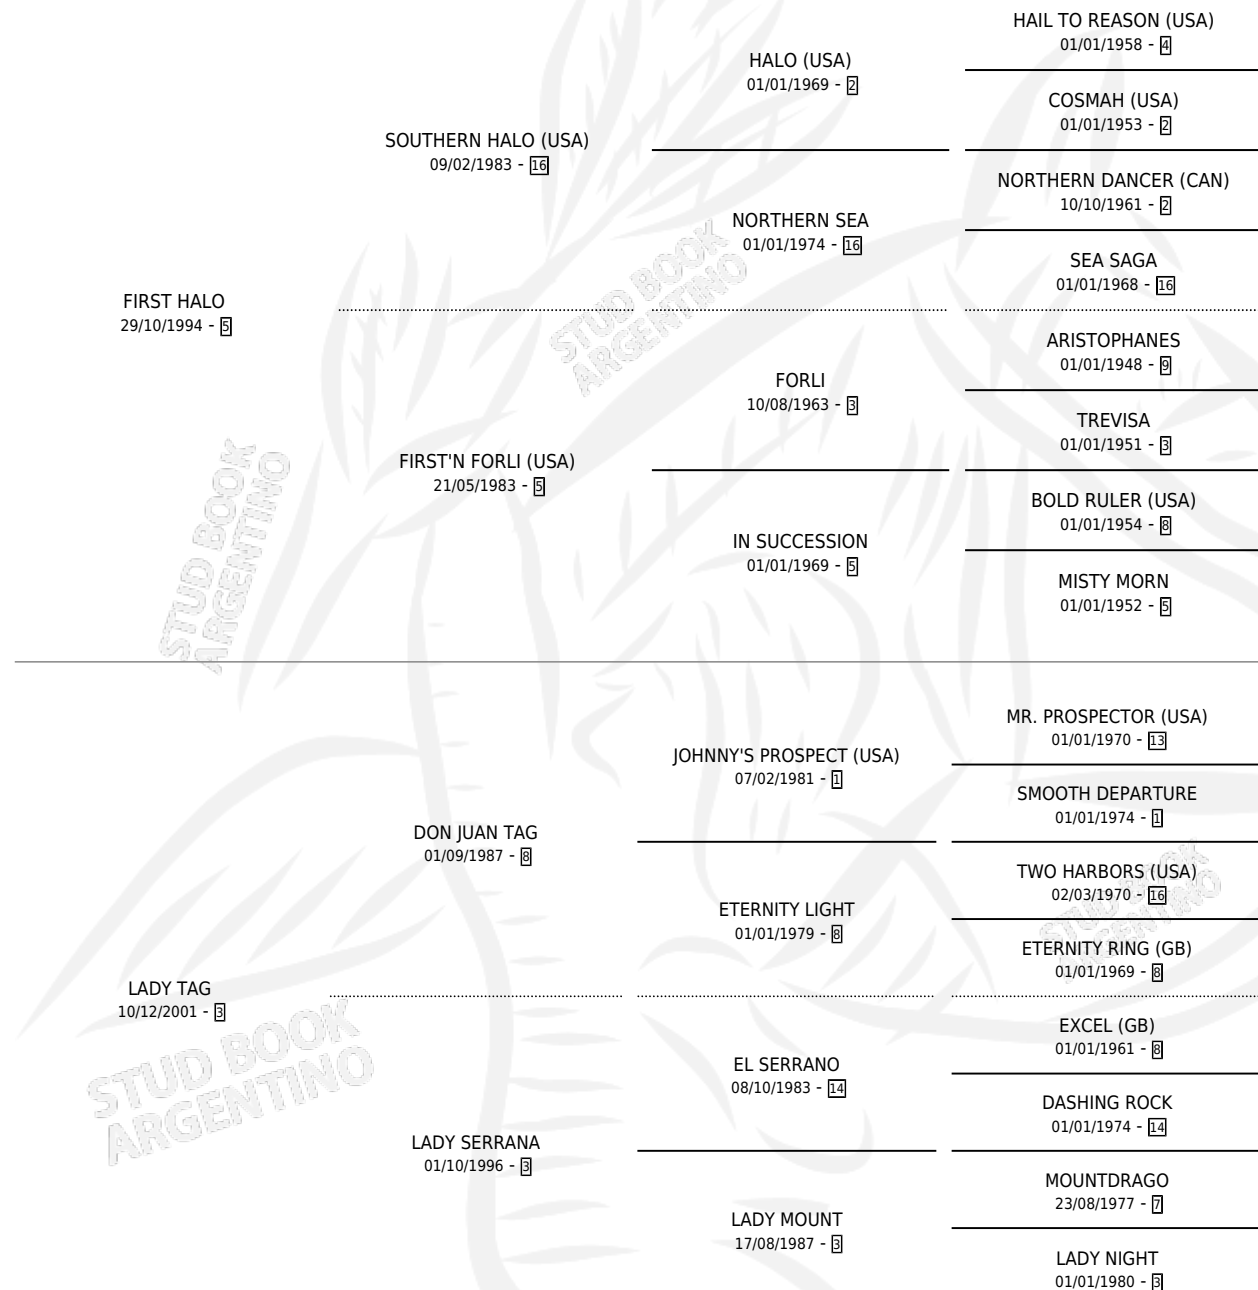 HAIL TO REASON (USA)
01/01/1958 - 4
HALO (USA)
01/01/1969 - 2
COSMAH (USA)
01/01/1953 - 2
SOUTHERN HALO (USA)
09/02/1983 - 16
NORTHERN DANCER (CAN)
10/10/1961 - 2
NORTHERN SEA
01/01/1974 - 16
SEA SAGA
01/01/1968 - 16
FIRST HALO
29/10/1994 - 5
STUD BOOK
ARGENTINO
ARISTOPHANES
01/01/1948 - 9
FORLI
10/08/1963 - 3
TREVISA
01/01/1951 - 3
FIRST'N FORLI (USA)
21/05/1983 - 5
BOLD RULER (USA)
01/01/1954 - 8
IN SUCCESSION
01/01/1969 - 5
MISTY MORN
01/01/1952 - 5
STUD BOOK
ARGENTINO
MR. PROSPECTOR (USA)
01/01/1970 - 13
JOHNNY'S PROSPECT (USA)
07/02/1981 - 1
SMOOTH DEPARTURE
01/01/1974 - 1
DON JUAN TAG
01/09/1987 - 8
TWO HARBORS (USA)
02/03/1970 - 16
STUD BOOK
ARGENTINO
ETERNITY LIGHT
01/01/1979 - 8
ETERNITY RING (GB)
01/01/1969 - 8
LADY TAG
10/12/2001 - 3
STUD BOOK
ARGENTINO
EXCEL (GB)
01/01/1961 - 8
EL SERRANO
08/10/1983 - 14
DASHING ROCK
01/01/1974 - 14
LADY SERRANA
01/10/1996 - 3
MOUNTDRAGO
23/08/1977 - 7
LADY MOUNT
17/08/1987 - 3
LADY NIGHT
01/01/1980 - 3